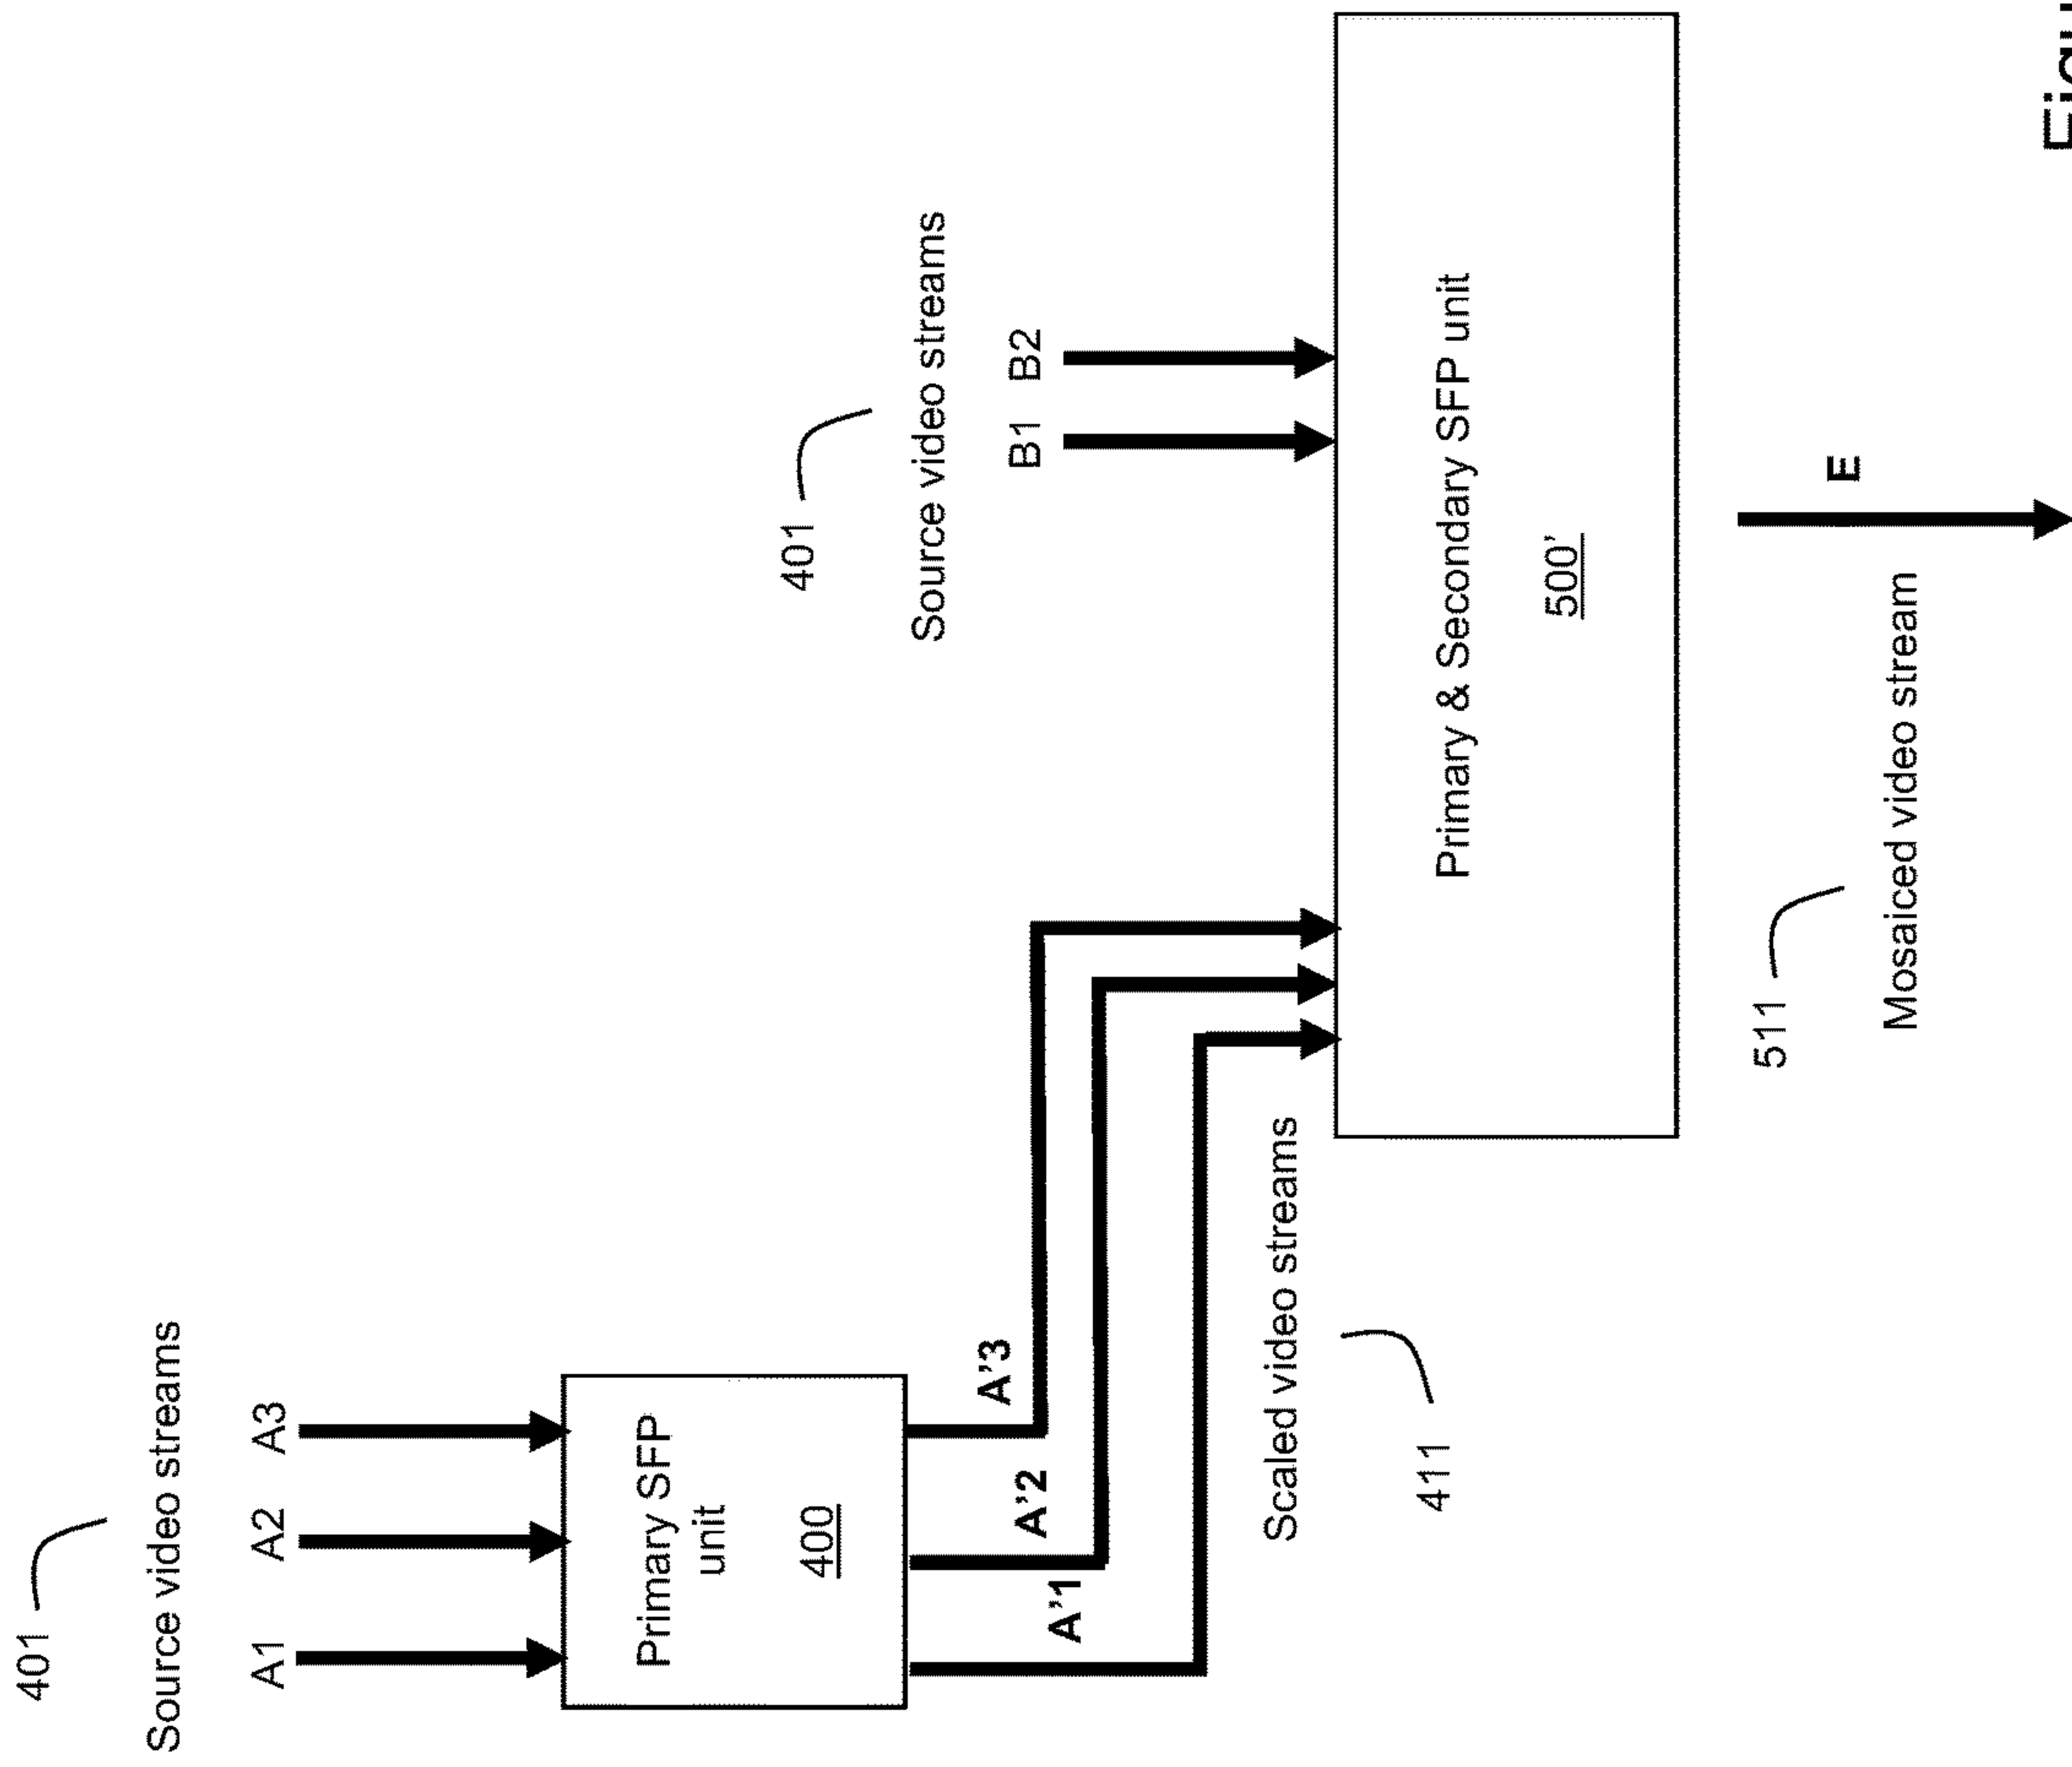 401
Source video streams
A1 A2 A3
Primary SFP
unit
400
A'3
A'2
A'1
Scaled video streams
411
401
Source video streams
B1 B2
Primary & Secondary SFP unit
500'
E
511
Mosaiced video stream